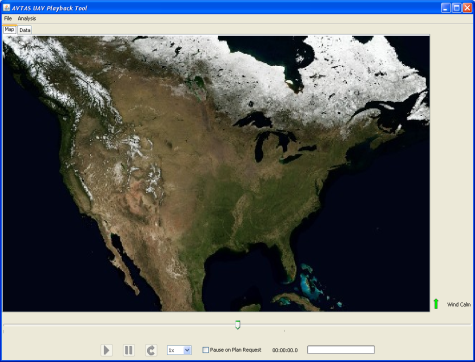 AVTAS UAV Playback Tool
File Analysis
Map Data
Wind Calm
1x Pause on Plan Request 00:00:00.0